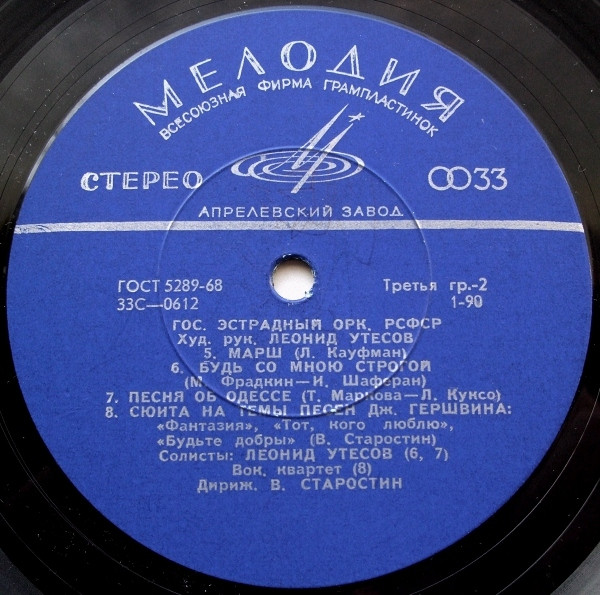 МЕЛОДИЯ
ВСЕСОЮЗНАЯ ФИРМА ГРАМПЛАСТИНОК
СТЕРЕО 33
АПРЕЛЕВСКИЙ ЗАВОД
ГОСТ 5289-68 Третья гр.-2
33С—0612 1-90
ГОС. ЭСТРАДНЫЙ ОРК. РСФСР
Худ. рук. ЛЕОНИД УТЕСОВ
5. МАРШ (Л. Кауфман)
6. БУДЬ СО МНОЮ СТРОГОЙ
(М. Фрадкин—И. Шаферан)
7. ПЕСНЯ ОБ ОДЕССЕ (Т. Маркова—Л. Куксо)
8. СЮИТА НА ТЕМЫ ПЕСЕН Дж. ГЕРШВИНА:
«Фантазия», «Тот, кого люблю»,
«Будьте добры» (В. Старостин)
Солисты: ЛЕОНИД УТЕСОВ (6, 7)
Вок. квартет (8)
Дириж. В. СТАРОСТИН